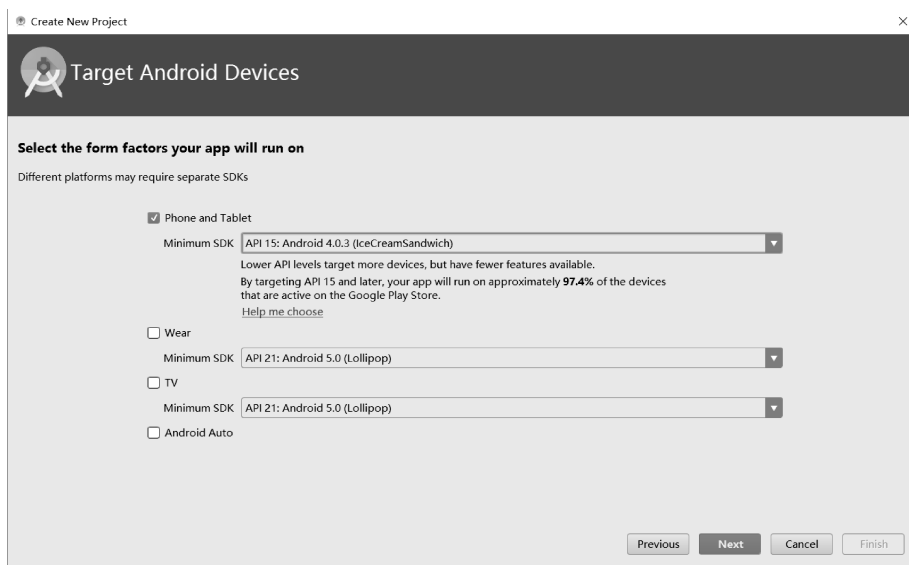 Create New Project
Target Android Devices
Select the form factors your app will run on
Different platforms may require separate SDKs
Phone and Tablet
Minimum SDK API 15: Android 4.0.3 (IceCreamSandwich)
Lower API levels target more devices, but have fewer features available.
By targeting API 15 and later, your app will run on approximately 97.4% of the devices
that are active on the Google Play Store.
Help me choose
Wear
Minimum SDK API 21: Android 5.0 (Lollipop)
TV
Minimum SDK API 21: Android 5.0 (Lollipop)
Android Auto
Previous Next Cancel Finish